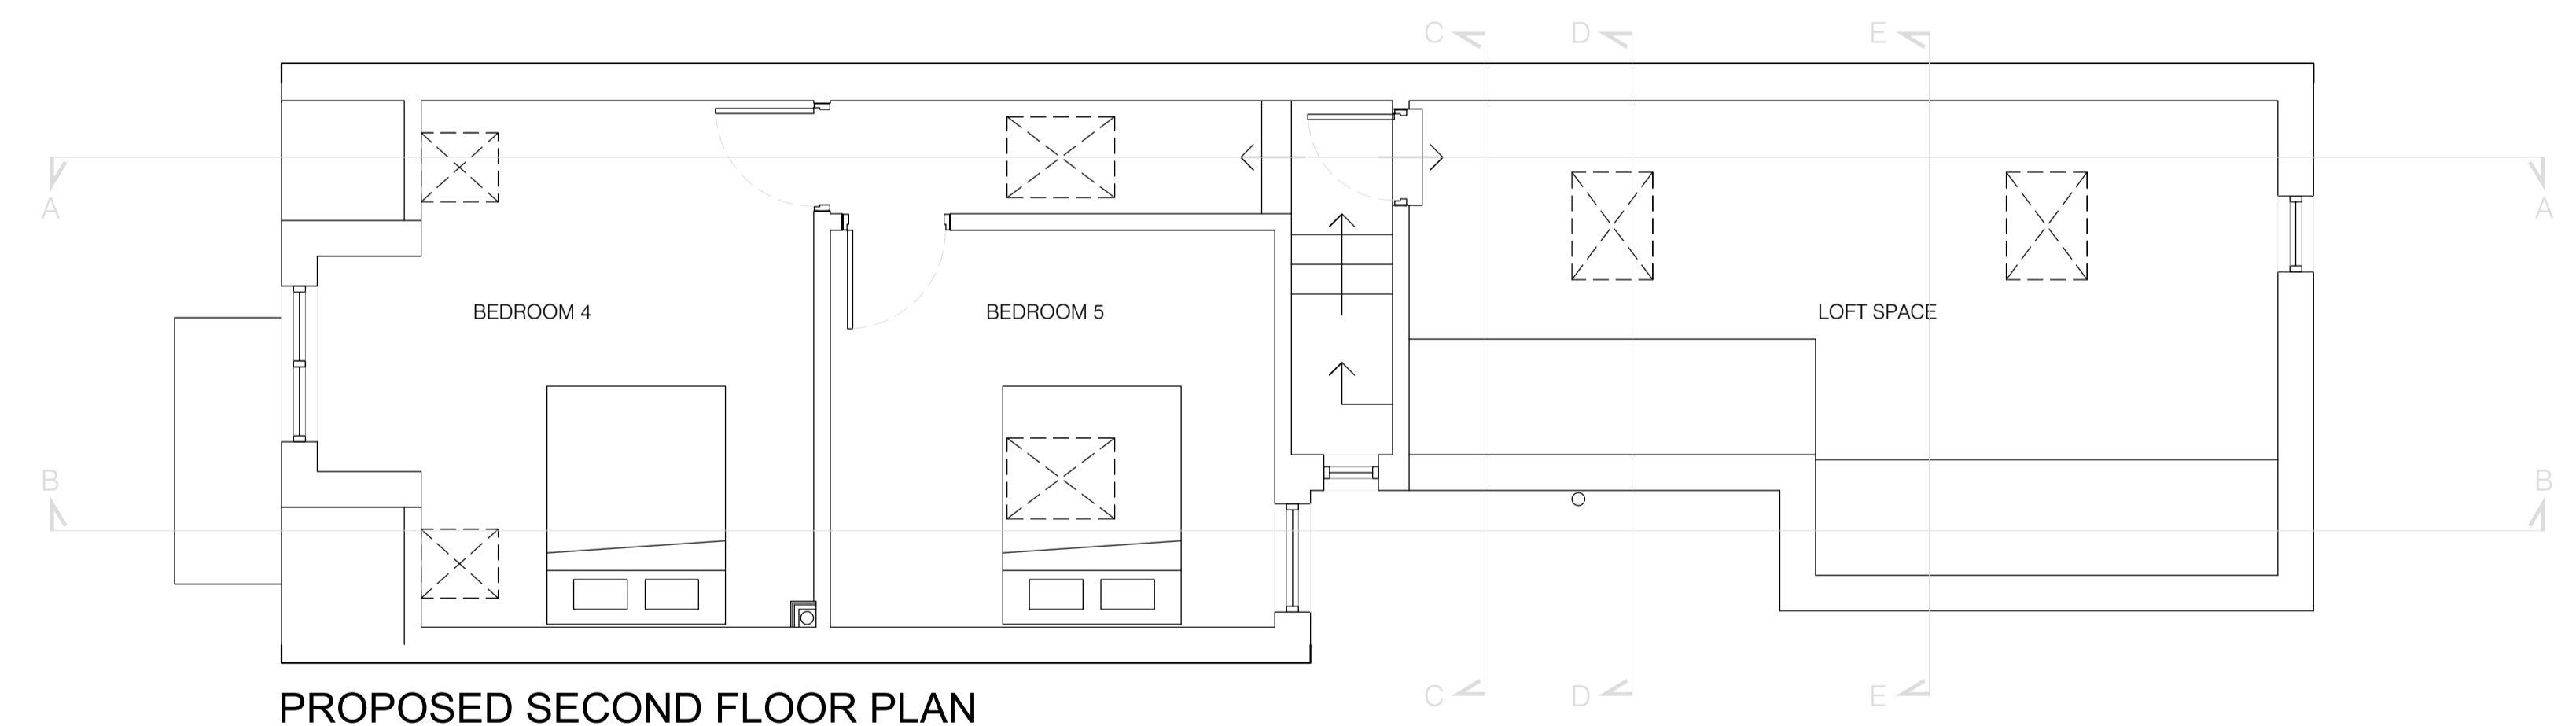 C D E
A A
BEDROOM 4 BEDROOM 5 LOFT SPACE
B B
C D E
PROPOSED SECOND FLOOR PLAN